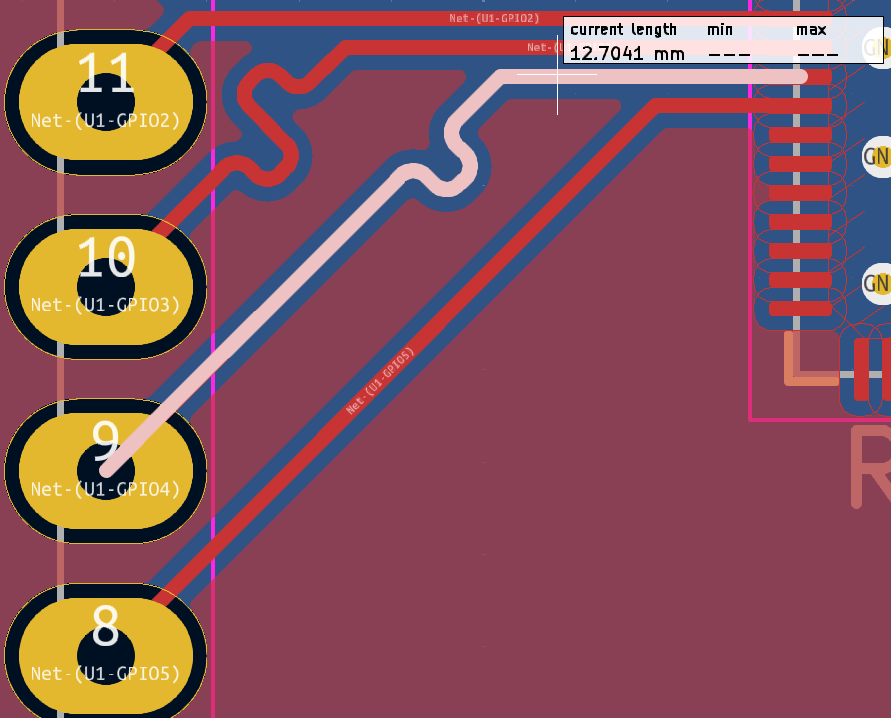 Net-(U1-GPIO2)
current length min max
12.7041 mm --- ---
Net-(U
GN
11
Net-(U1-GPIO2)
GN
10
Net-(U1-GPIO3)
GN
Net-(U1-GPIO5)
9
Net-(U1-GPIO4)
R
8
Net-(U1-GPIO5)